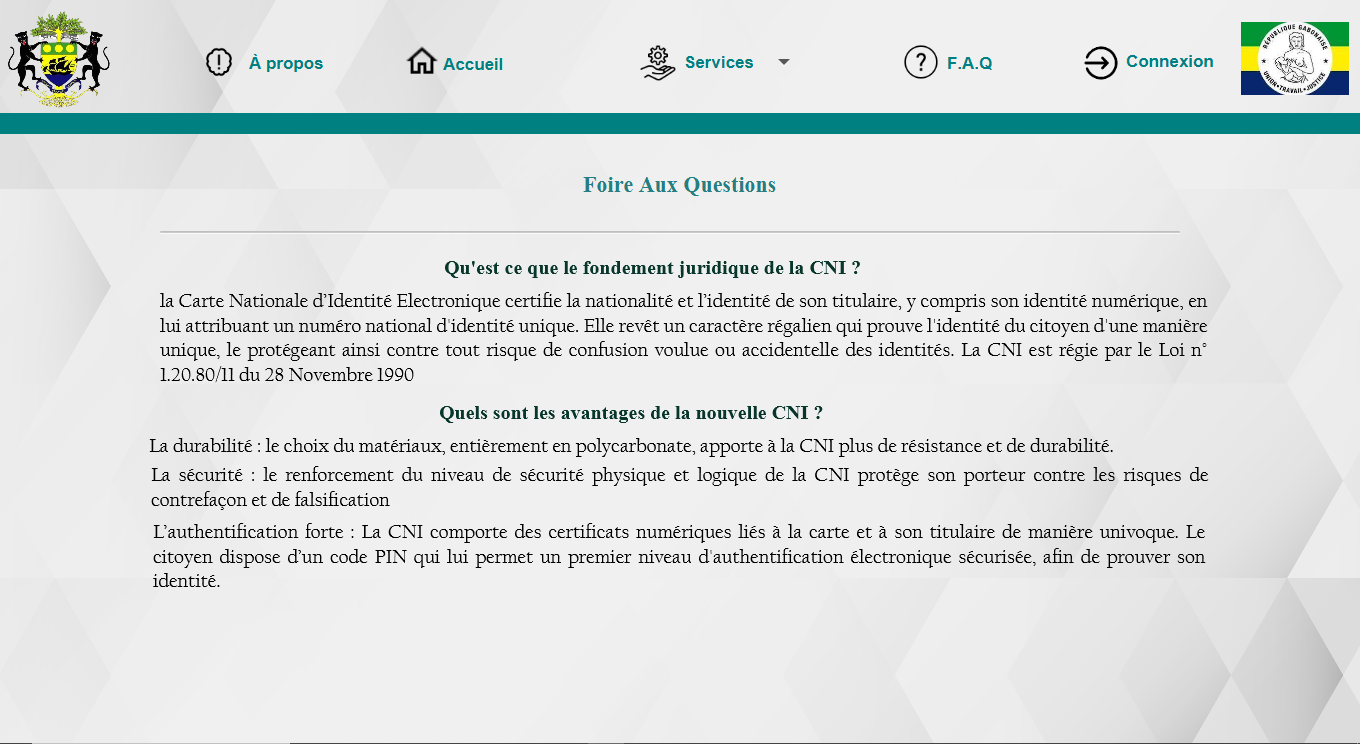 À propos
Accueil
Services
F.A.Q
Connexion
RÉPUBLIQUE GABONAISE
UNION•TRAVAIL•JUSTICE
Foire Aux Questions
Qu'est ce que le fondement juridique de la CNI ?
la Carte Nationale d’Identité Electronique certifie la nationalité et l’identité de son titulaire, y compris son identité numérique, en
lui attribuant un numéro national d'identité unique. Elle revêt un caractère régalien qui prouve l'identité du citoyen d'une manière
unique, le protégeant ainsi contre tout risque de confusion voulue ou accidentelle des identités. La CNI est régie par le Loi n°
1.20.80/11 du 28 Novembre 1990
Quels sont les avantages de la nouvelle CNI ?
La durabilité : le choix du matériaux, entièrement en polycarbonate, apporte à la CNI plus de résistance et de durabilité.
La sécurité : le renforcement du niveau de sécurité physique et logique de la CNI protège son porteur contre les risques de
contrefaçon et de falsification
L’authentification forte : La CNI comporte des certificats numériques liés à la carte et à son titulaire de manière univoque. Le
citoyen dispose d’un code PIN qui lui permet un premier niveau d'authentification électronique sécurisée, afin de prouver son
identité.